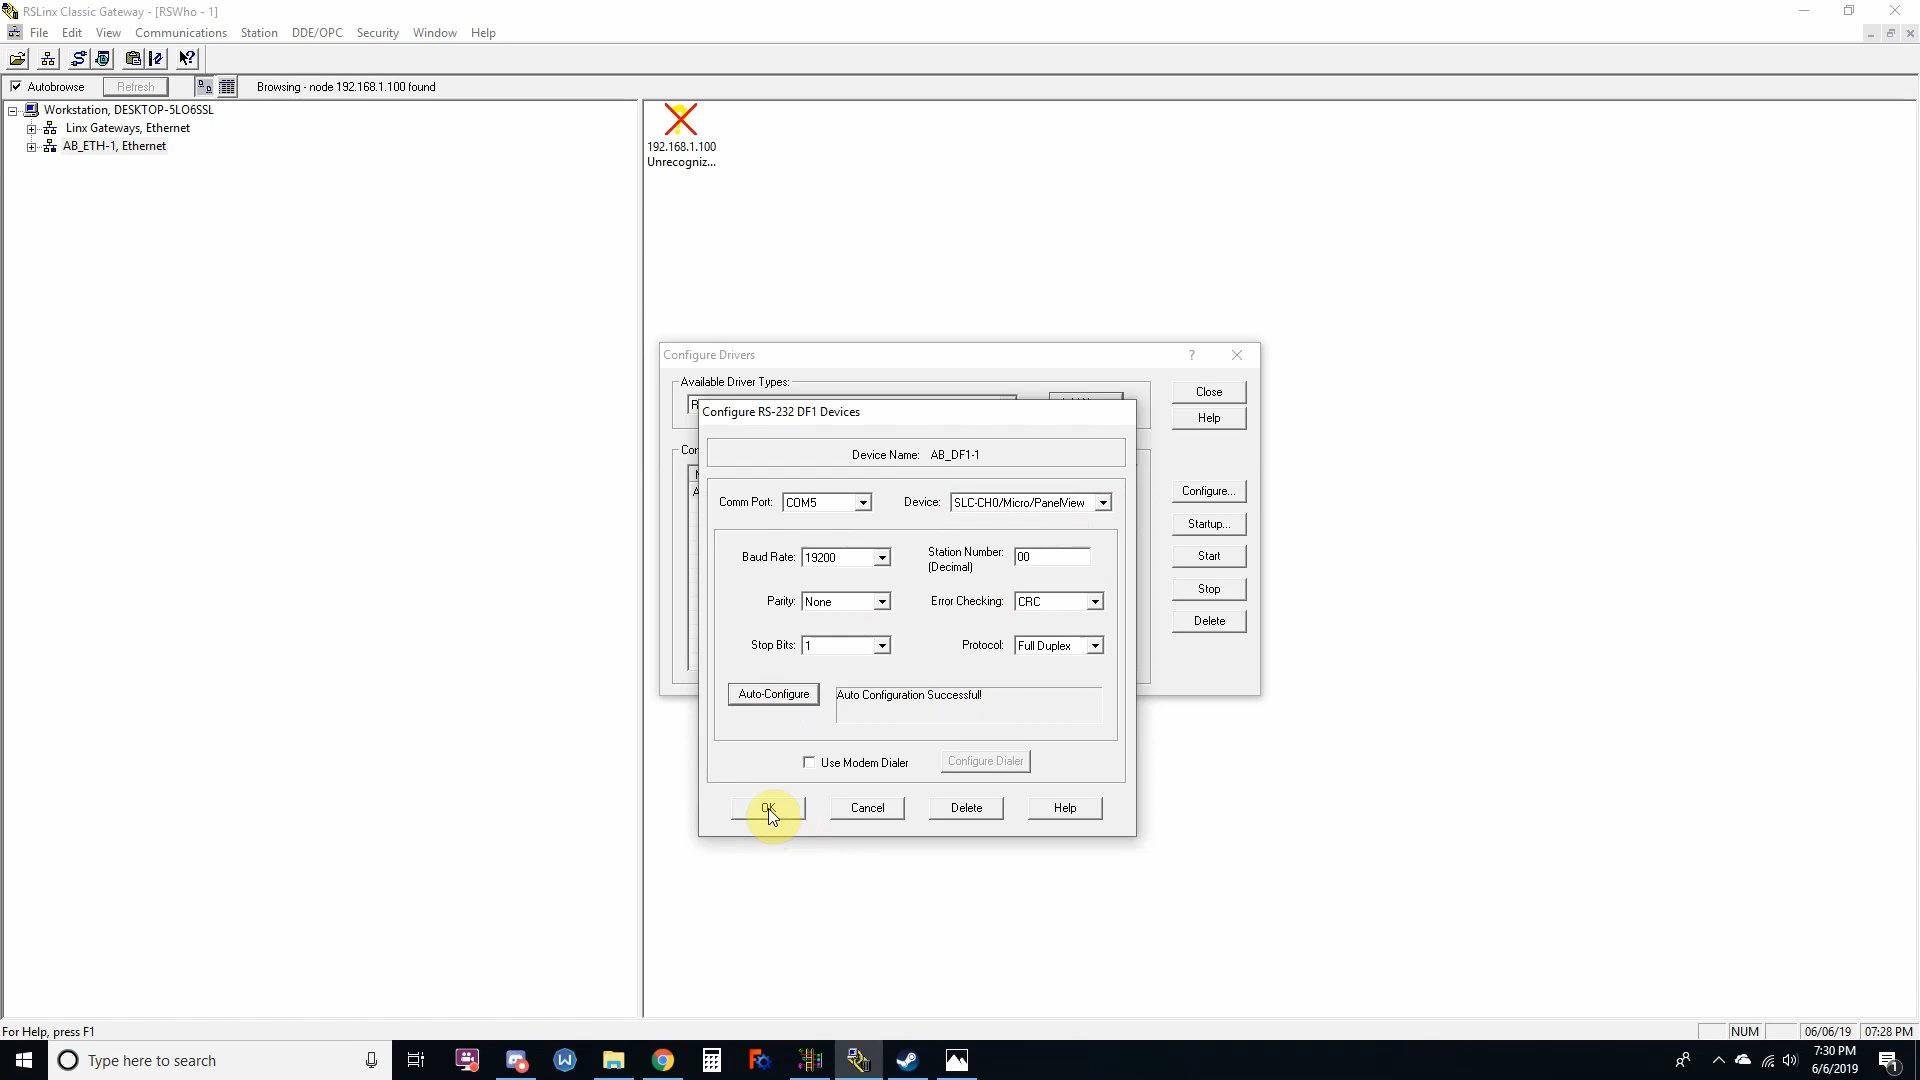 RSLinx Classic Gateway - [RSWho - 1]
File Edit View Communications Station DDE/OPC Security Window Help
Autobrowse Refresh Browsing - node 192.168.1.100 found
Workstation, DESKTOP-5LO6SSL
Linx Gateways, Ethernet
AB_ETH-1, Ethernet
192.168.1.100
Unrecogniz...
Configure Drivers
Available Driver Types:
Close
Help
Configure...
Startup...
Start
Stop
Delete
Configure RS-232 DF1 Devices
Device Name: AB_DF1-1
Comm Port: COM5 Device: SLC-CH0/Micro/PanelView
Baud Rate: 19200 Station Number: 00
(Decimal)
Parity: None Error Checking: CRC
Stop Bits: 1 Protocol: Full Duplex
Auto-Configure Auto Configuration Successful!
Use Modem Dialer Configure Dialer
OK Cancel Delete Help
For Help, press F1 NUM 06/06/19 07:28 PM
Type here to search
7:30 PM
6/6/2019
1